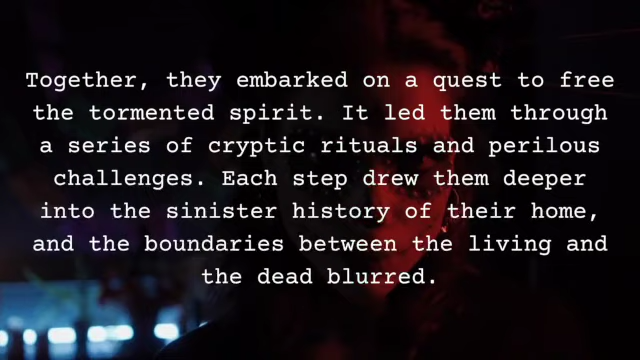 Together, they embarked on a quest to free
the tormented spirit. It led them through
a series of cryptic rituals and perilous
challenges. Each step drew them deeper
into the sinister history of their home,
and the boundaries between the living and
the dead blurred.